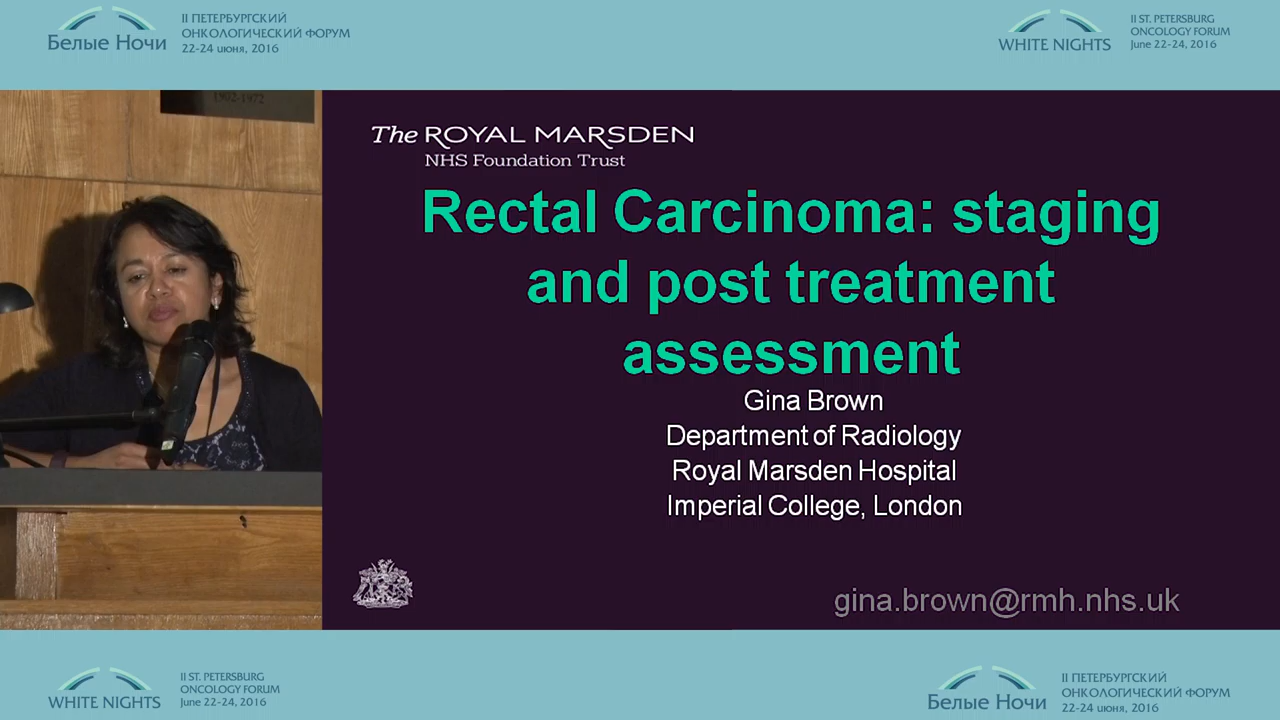 Белые Ночи
II ПЕТЕРБУРГСКИЙ
ОНКОЛОГИЧЕСКИЙ ФОРУМ
22-24 июня, 2016
WHITE NIGHTS
II ST. PETERSBURG
ONCOLOGY FORUM
June 22-24, 2016
1902-1972
The ROYAL MARSDEN
NHS Foundation Trust
Rectal Carcinoma: staging
and post treatment
assessment
Gina Brown
Department of Radiology
Royal Marsden Hospital
Imperial College, London
gina.brown@rmh.nhs.uk
WHITE NIGHTS
II ST. PETERSBURG
ONCOLOGY FORUM
June 22-24, 2016
Белые Ночи
II ПЕТЕРБУРГСКИЙ
ОНКОЛОГИЧЕСКИЙ ФОРУМ
22-24 июня, 2016